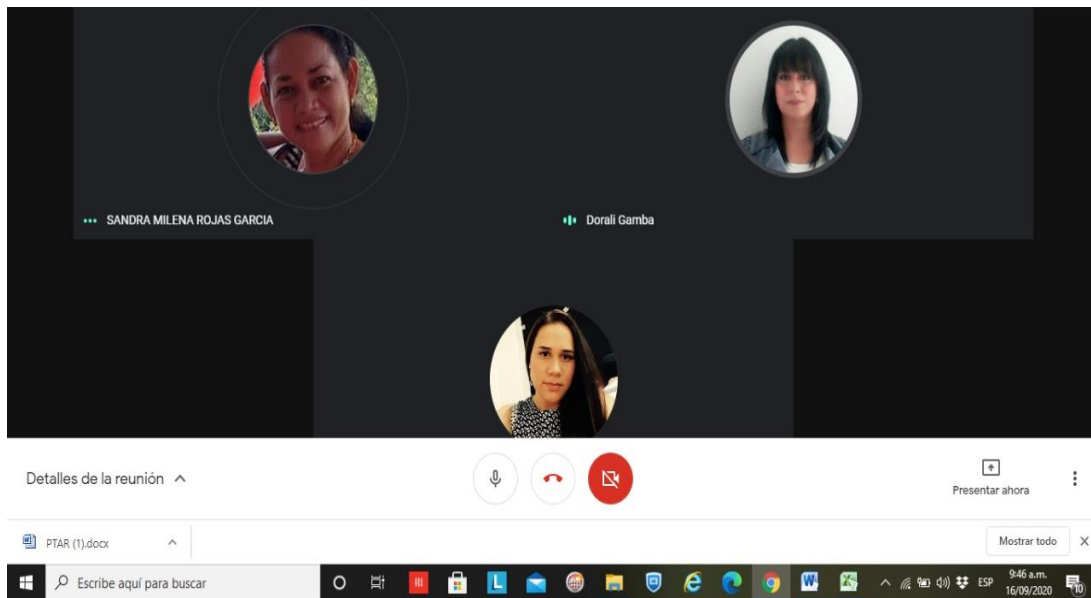 SANDRA MILENA ROJAS GARCIA
Dorali Gamba
Detalles de la reunión
Presentar ahora
PTAR (1).docx
Mostrar todo
Escribe aquí para buscar
L
W
ESP
9:46 a.m.
16/09/2020
10